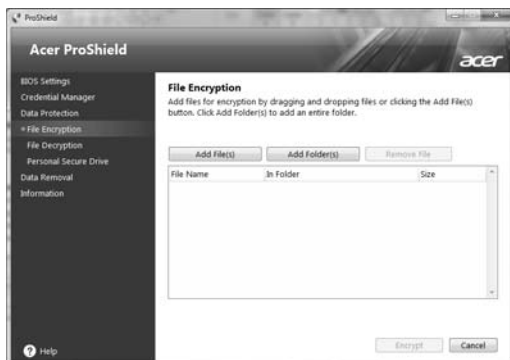 ProShield
Acer ProShield
acer
BIOS Settings
Credential Manager
Data Protection
File Encryption
File Decryption
Personal Secure Drive
Data Removal
Information
Help
File Encryption
Add files for encryption by dragging and dropping files or clicking the Add File(s)
button. Click Add Folder(s) to add an entire folder.
Add File(s) Add Folder(s) Remove File
File Name In Folder Size
Encrypt Cancel